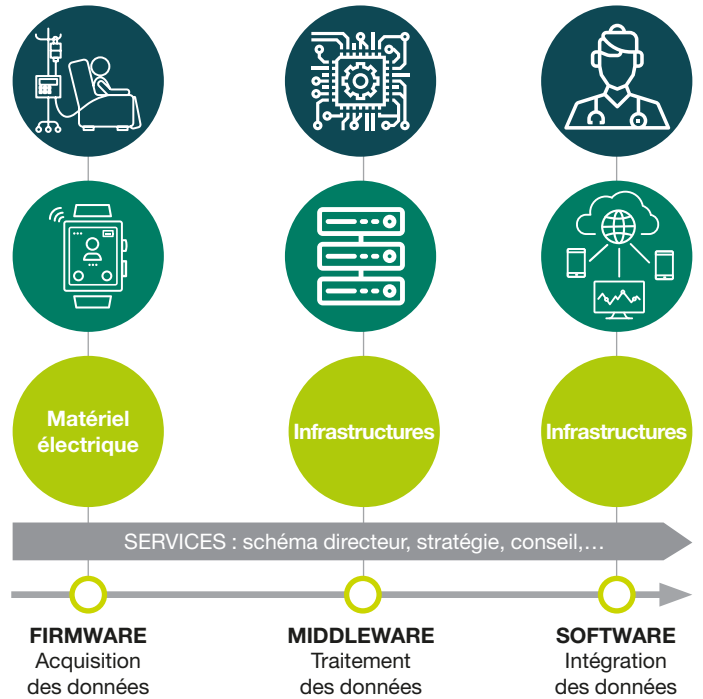 Matériel
électrique
Infrastructures
Infrastructures
SERVICES : schéma directeur, stratégie, conseil,…
FIRMWARE
Acquisition
des données
MIDDLEWARE
Traitement
des données
SOFTWARE
Intégration
des données